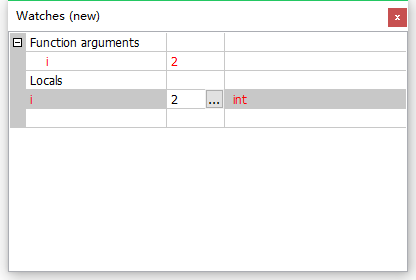 Watches (new)
x
Function arguments
i 2
Locals
i 2 ... int